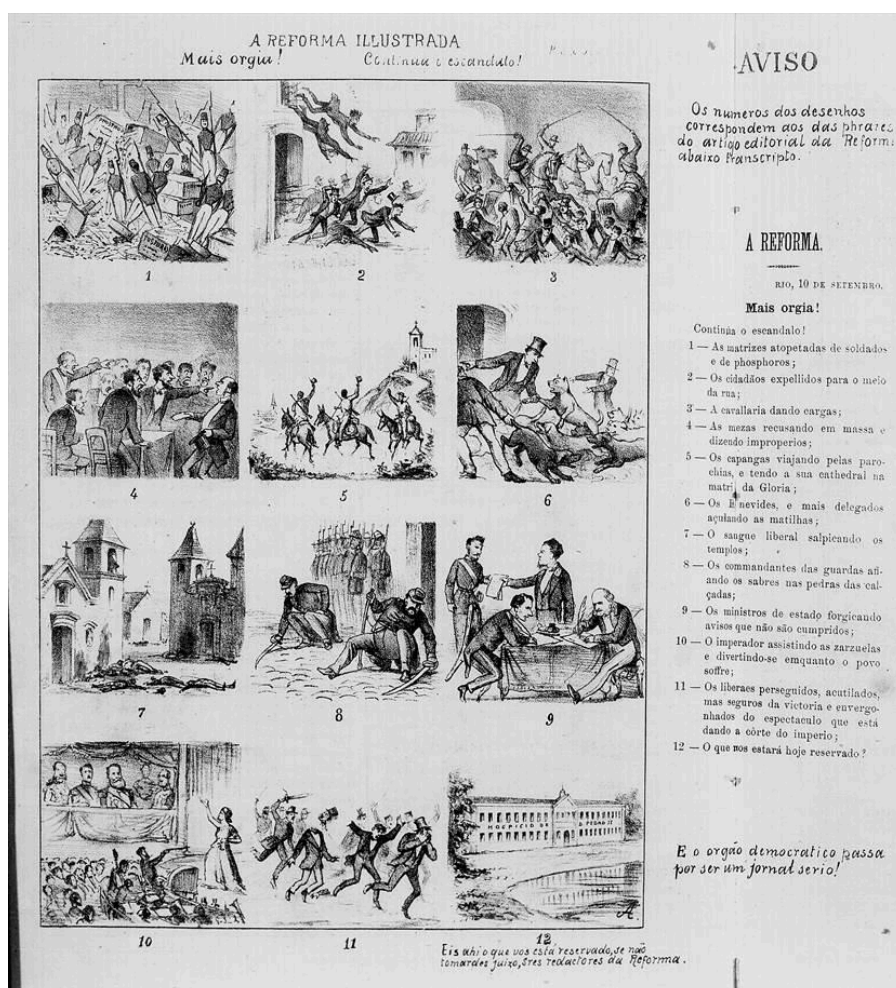 A REFORMA ILLUSTRADA
Mais orgia! Continua o escandulo!
1
2
3
4
5
6
7
8
HOSPICIO DE D. PEDRO II
9
10
11
12
Eis ahi o que vos está reservado, se não
tomardes juizo, Sres redactores da Reforma.
AVISO
Os numeros dos desenhos
correspondem aos das phrazes
do artigo editorial da Reforma
abaixo transcripto.
A REFORMA.
RIO, 10 DE SETEMBRO.
Mais orgia!
Continúa o escandalo!
1 — As matrizes atopetadas de soldados
e de phosphoros;
2 — Os cidadãos expellidos para o meio
da rua;
3 — A cavallaria dando cargas;
4 — As mezas recusando em massa e
dizendo improperios;
5 — Os capangas viajando pelas paro-
chias, e tendo a sua cathedral na
matriz da Gloria;
6 — Os Benevides, e mais delegados
açulando as matilhas;
7 — O sangue liberal salpicando os
templos;
8 — Os commandantes das guardas afi-
ando os sabres nas pedras das cal-
çadas;
9 — Os ministros de estado forgicando
avisos que não são cumpridos;
10 — O imperador assistindo as zarzuelas
e divertindo-se emquanto o povo
soffre;
11 — Os liberaes perseguidos, acutilados,
mas seguros da victoria e envergo-
nhados do espectaculo que está
dando a côrte do imperio;
12 — O que nos estará hoje reservado?
E o orgão democratico passa
por ser um jornal serio!